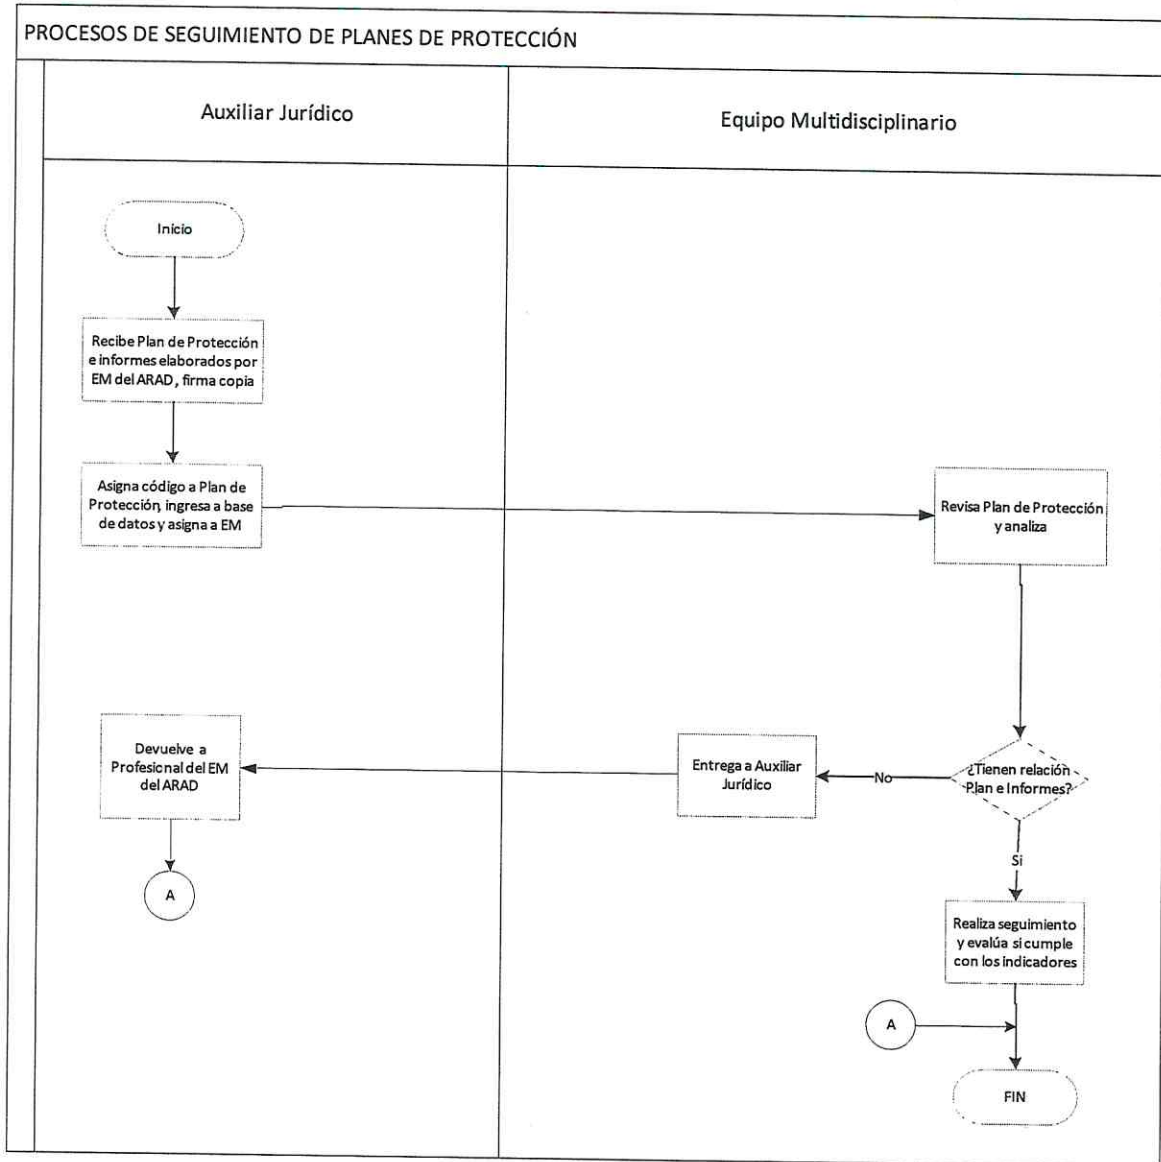 PROCESOS DE SEGUIMIENTO DE PLANES DE PROTECCIÓN
Auxiliar Jurídico
Equipo Multidisciplinario
Inicio
Recibe Plan de Protección
e informes elaborados por
EM del ARAD, firma copia
Asigna código a Plan de
Protección, ingresa a base
de datos y asigna a EM
Revisa Plan de Protección
y analiza
¿Tienen relación
Plan e Informes?
No
Entrega a Auxiliar
Jurídico
Devuelve a
Profesional del EM
del ARAD
A
Si
Realiza seguimiento
y evalúa si cumple
con los indicadores
A
FIN